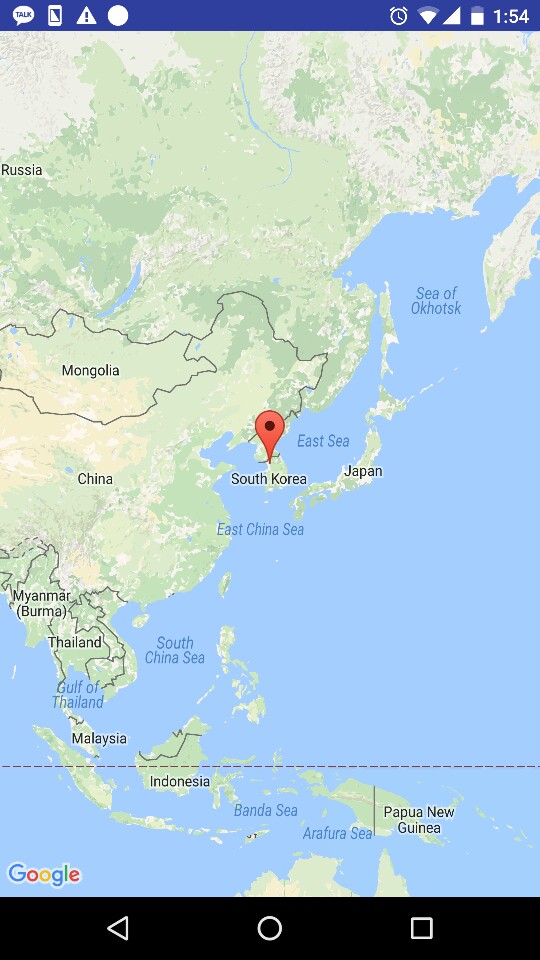 TALK
1:54
Russia
Sea of
Okhotsk
Mongolia
East Sea
Japan
China
South Korea
East China Sea
Myanmar
(Burma)
Thailand
South
China Sea
Gulf of
Thailand
Malaysia
Indonesia
Banda Sea
Papua New
Guinea
Arafura Sea
Google